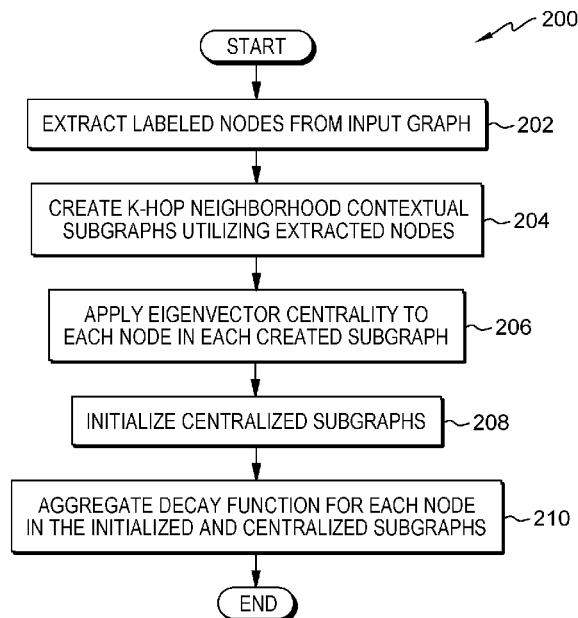 200
START
EXTRACT LABELED NODES FROM INPUT GRAPH
202
CREATE K-HOP NEIGHBORHOOD CONTEXTUAL
SUBGRAPHS UTILIZING EXTRACTED NODES
204
APPLY EIGENVECTOR CENTRALITY TO
EACH NODE IN EACH CREATED SUBGRAPH
206
INITIALIZE CENTRALIZED SUBGRAPHS
208
AGGREGATE DECAY FUNCTION FOR EACH NODE
IN THE INITIALIZED AND CENTRALIZED SUBGRAPHS
210
END